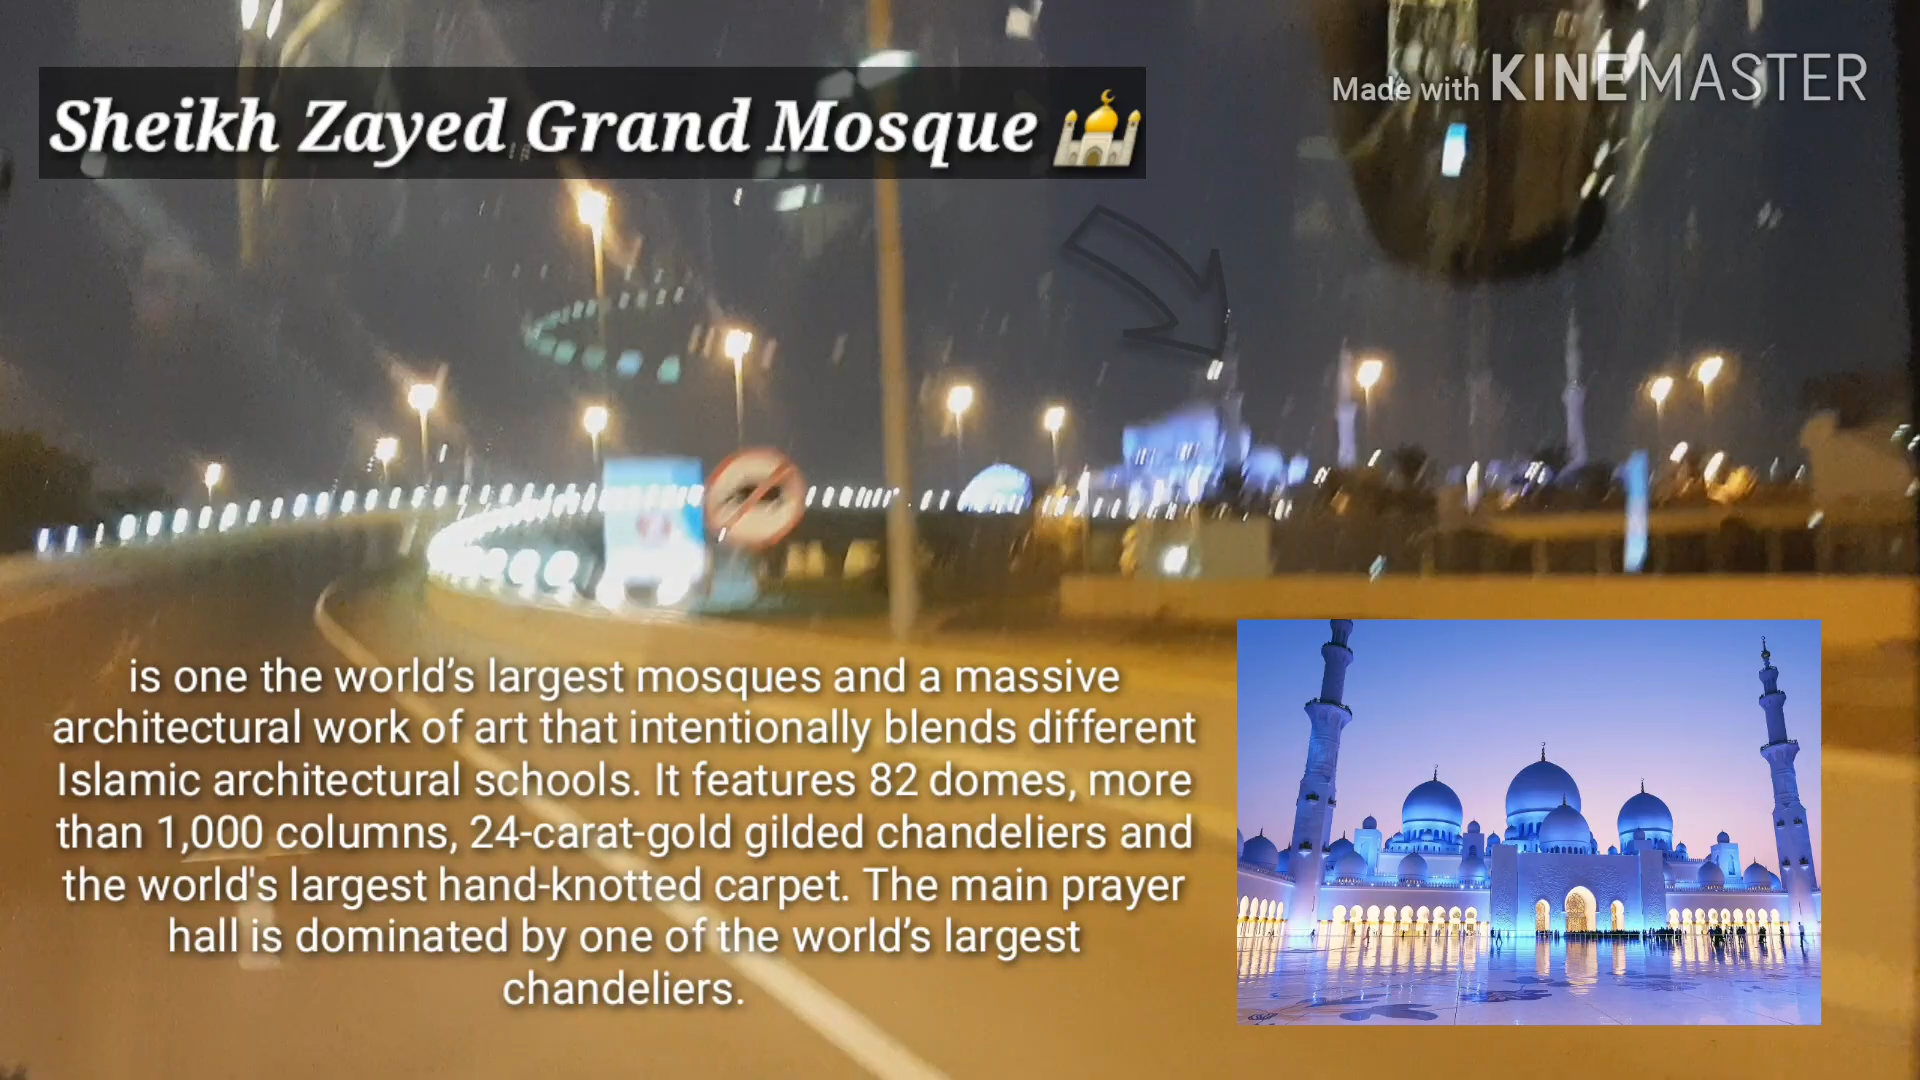 Sheikh Zayed Grand Mosque 🕌
Made with KINEMASTER
is one the world’s largest mosques and a massive
architectural work of art that intentionally blends different
Islamic architectural schools. It features 82 domes, more
than 1,000 columns, 24-carat-gold gilded chandeliers and
the world's largest hand-knotted carpet. The main prayer
hall is dominated by one of the world’s largest
chandeliers.